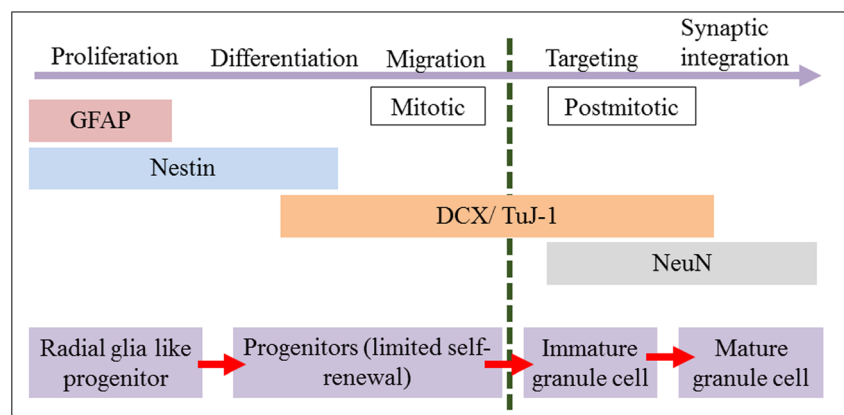 Synaptic
Proliferation Differentiation Migration Targeting integration
Mitotic Postmitotic
GFAP
Nestin
DCX/ TuJ-1
NeuN
Radial glia like
progenitor
Progenitors (limited self-
renewal)
Immature
granule cell
Mature
granule cell